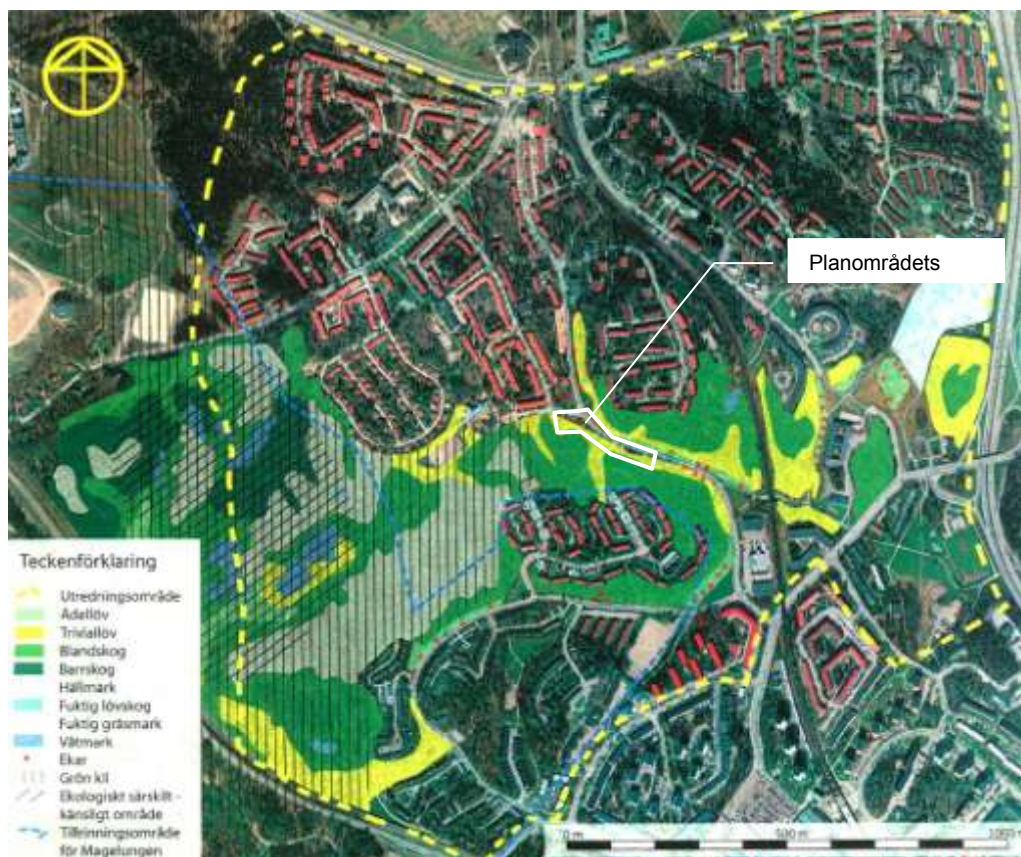 Planområdets
Teckenförklaring
Utredningsområde
Ädellöv
Triviallöv
Blandskog
Barrskog
Hällmark
Fuktig lövskog
Fuktig gräsmark
Våtmark
Ekar
Grön kil
Ekologiskt särskilt -
känsligt område
Tillrinningsområde
för Magelungen
0 m 500 m 1000 m